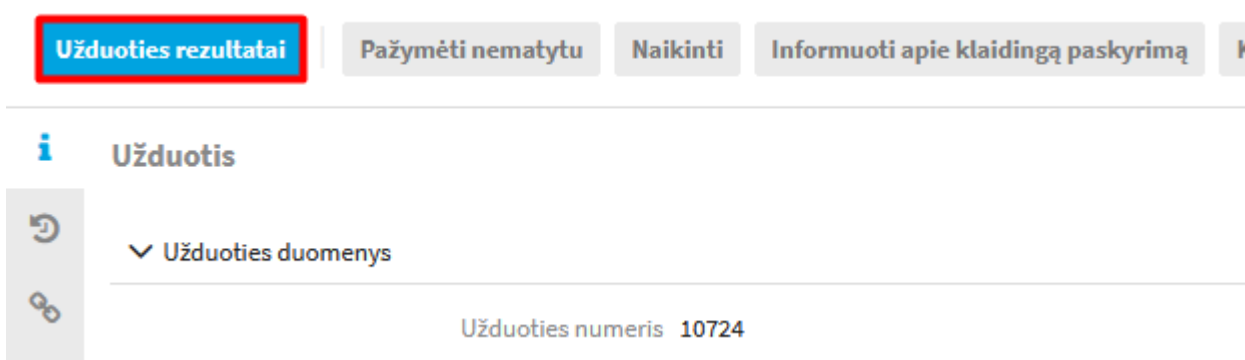 Užduoties rezultatai Pažymėti nematytu Naikinti Informuoti apie klaidingą paskyrimą
Užduotis
Užduoties duomenys
Užduoties numeris 10724